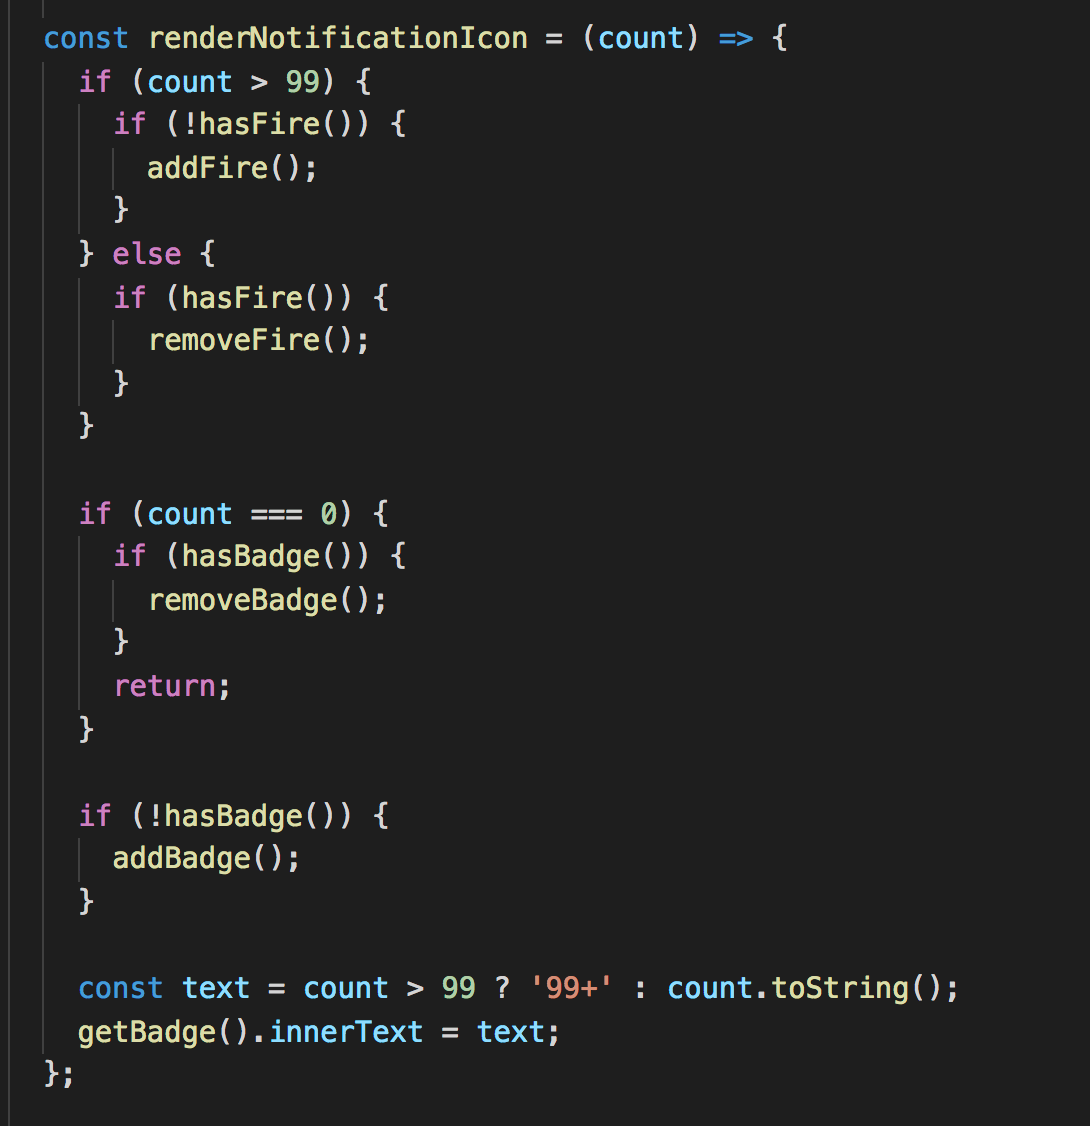 const renderNotificationIcon = (count) => {
  if (count > 99) {
    if (!hasFire()) {
      addFire();
    }
  } else {
    if (hasFire()) {
      removeFire();
    }
  }

  if (count === 0) {
    if (hasBadge()) {
      removeBadge();
    }
    return;
  }

  if (!hasBadge()) {
    addBadge();
  }

  const text = count > 99 ? '99+' : count.toString();
  getBadge().innerText = text;
};